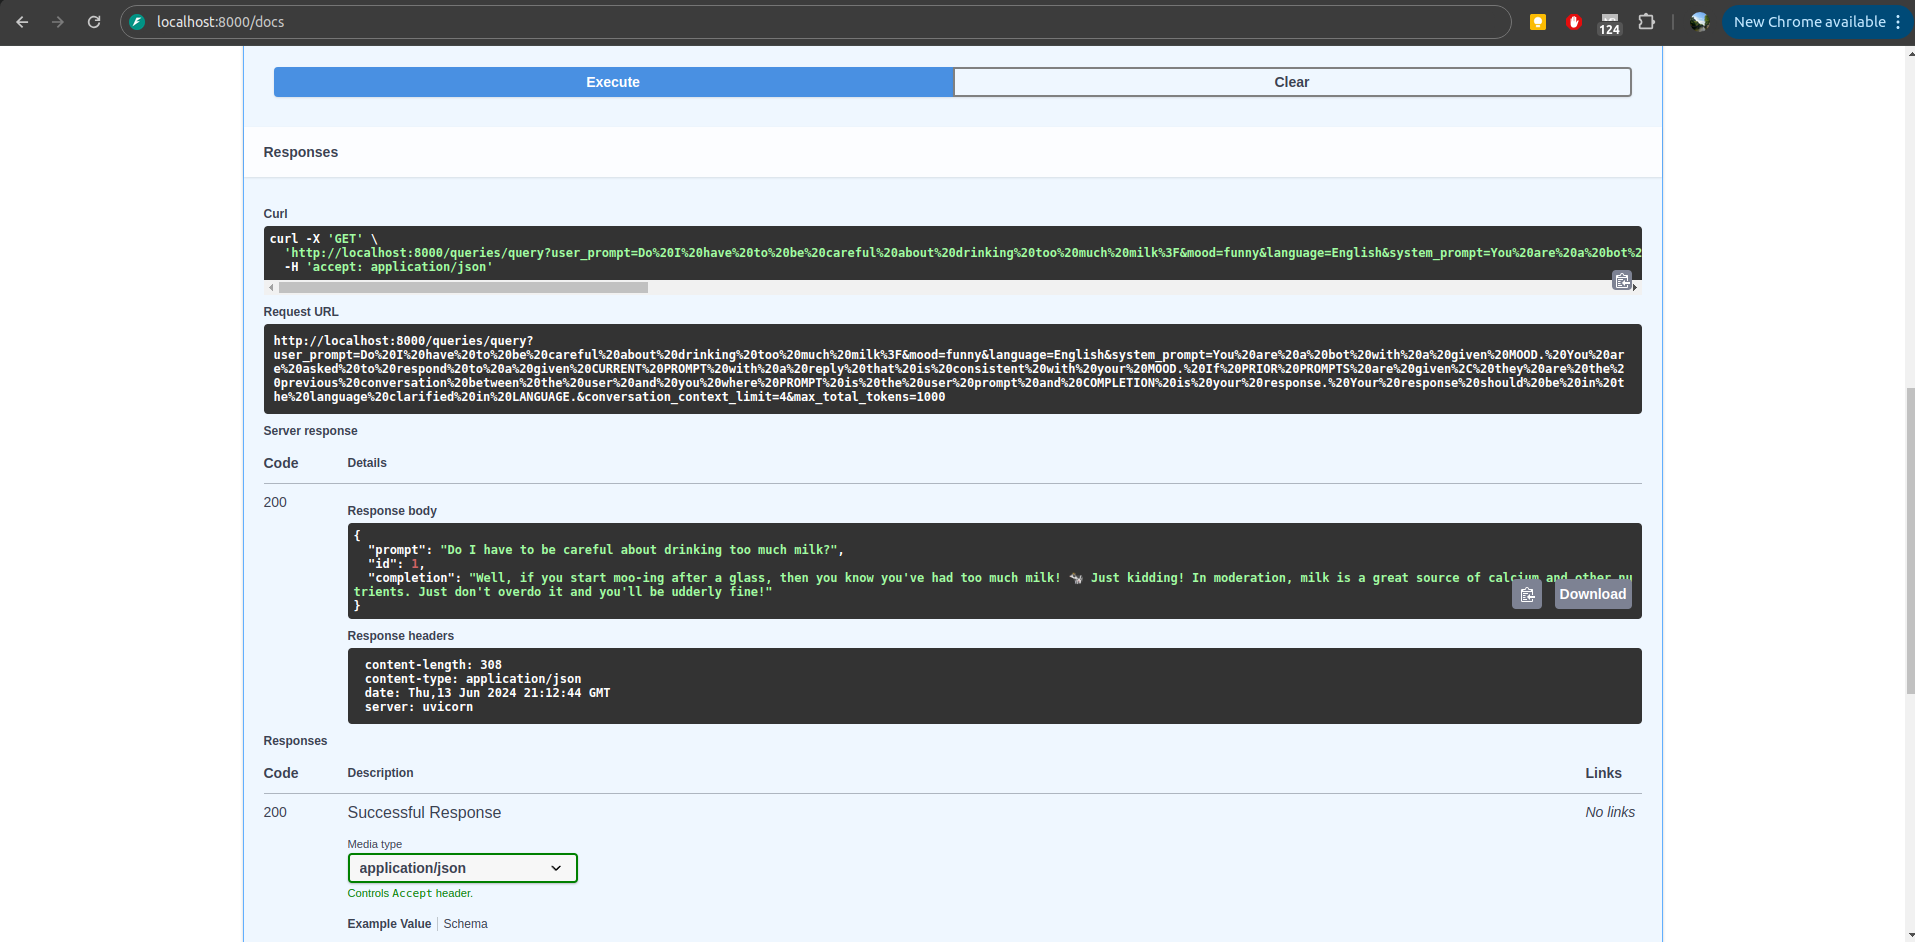 localhost:8000/docs
124
New Chrome available
Execute
Clear
Responses
Curl
curl -X 'GET' \
'http://localhost:8000/queries/query?user_prompt=Do%20I%20have%20to%20be%20careful%20about%20drinking%20too%20much%20milk%3F&mood=funny&language=English&system_prompt=You%20are%20a%20bot%2
-H 'accept: application/json'
Request URL
http://localhost:8000/queries/query?
user_prompt=Do%20I%20have%20to%20be%20careful%20about%20drinking%20too%20much%20milk%3F&mood=funny&language=English&system_prompt=You%20are%20a%20bot%20with%20a%20given%20MOOD.%20You%20ar
e%20asked%20to%20respond%20to%20a%20given%20CURRENT%20PROMPT%20with%20a%20reply%20that%20is%20consistent%20with%20your%20MOOD.%20If%20PRIOR%20PROMPTS%20are%20given%2C%20they%20are%20the%2
0previous%20conversation%20between%20the%20user%20and%20you%20where%20PROMPT%20is%20the%20user%20prompt%20and%20COMPLETION%20is%20your%20response.%20Your%20response%20should%20be%20in%20t
he%20language%20clarified%20in%20LANGUAGE.&conversation_context_limit=4&max_total_tokens=1000
Server response
Code Details
200
Response body
{
"prompt": "Do I have to be careful about drinking too much milk?",
"id": 1,
"completion": "Well, if you start moo-ing after a glass, then you know you've had too much milk! 🐄 Just kidding! In moderation, milk is a great source of calcium and other nu
trients. Just don't overdo it and you'll be udderly fine!"
}
Download
Response headers
content-length: 308
content-type: application/json
date: Thu,13 Jun 2024 21:12:44 GMT
server: uvicorn
Responses
Code Description Links
200 Successful Response No links
Media type
application/json
Controls Accept header.
Example Value Schema